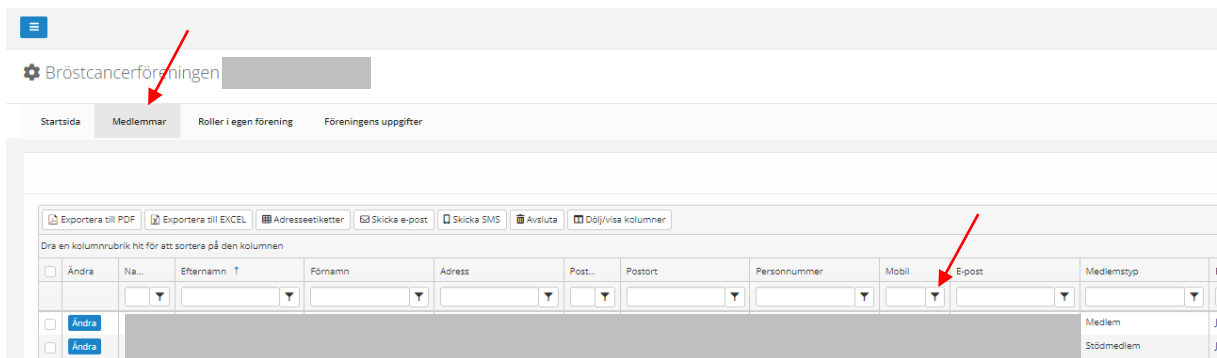 Bröstcancerföreningen
Startsida Medlemmar Roller i egen förening Föreningens uppgifter
Exportera till PDF Exportera till EXCEL Adresseetiketter Skicka e-post Skicka SMS Avsluta Dölj/visa kolumner
Dra en kolumnrubrik hit för att sortera på den kolumnen
Ändra Na... Efternamn ↑ Förnamn Adress Post... Postort Personnummer Mobil E-post Medlemstyp
Ändra Medlem
Ändra Stödmedlem